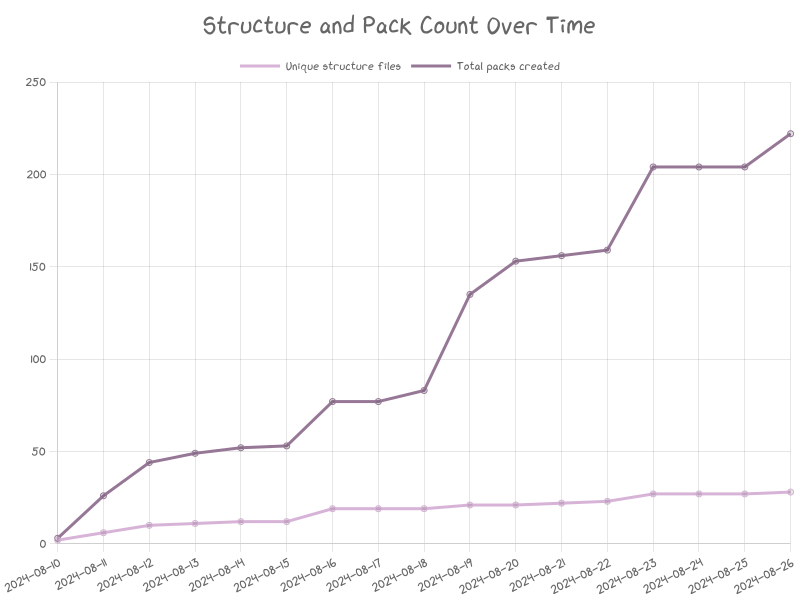 Structure and Pack Count Over Time
Unique structure files Total packs created
250
200
150
100
50
0
2024-08-10 2024-08-11 2024-08-12 2024-08-13 2024-08-14 2024-08-15 2024-08-16 2024-08-17 2024-08-18 2024-08-19 2024-08-20 2024-08-21 2024-08-22 2024-08-23 2024-08-24 2024-08-25 2024-08-26